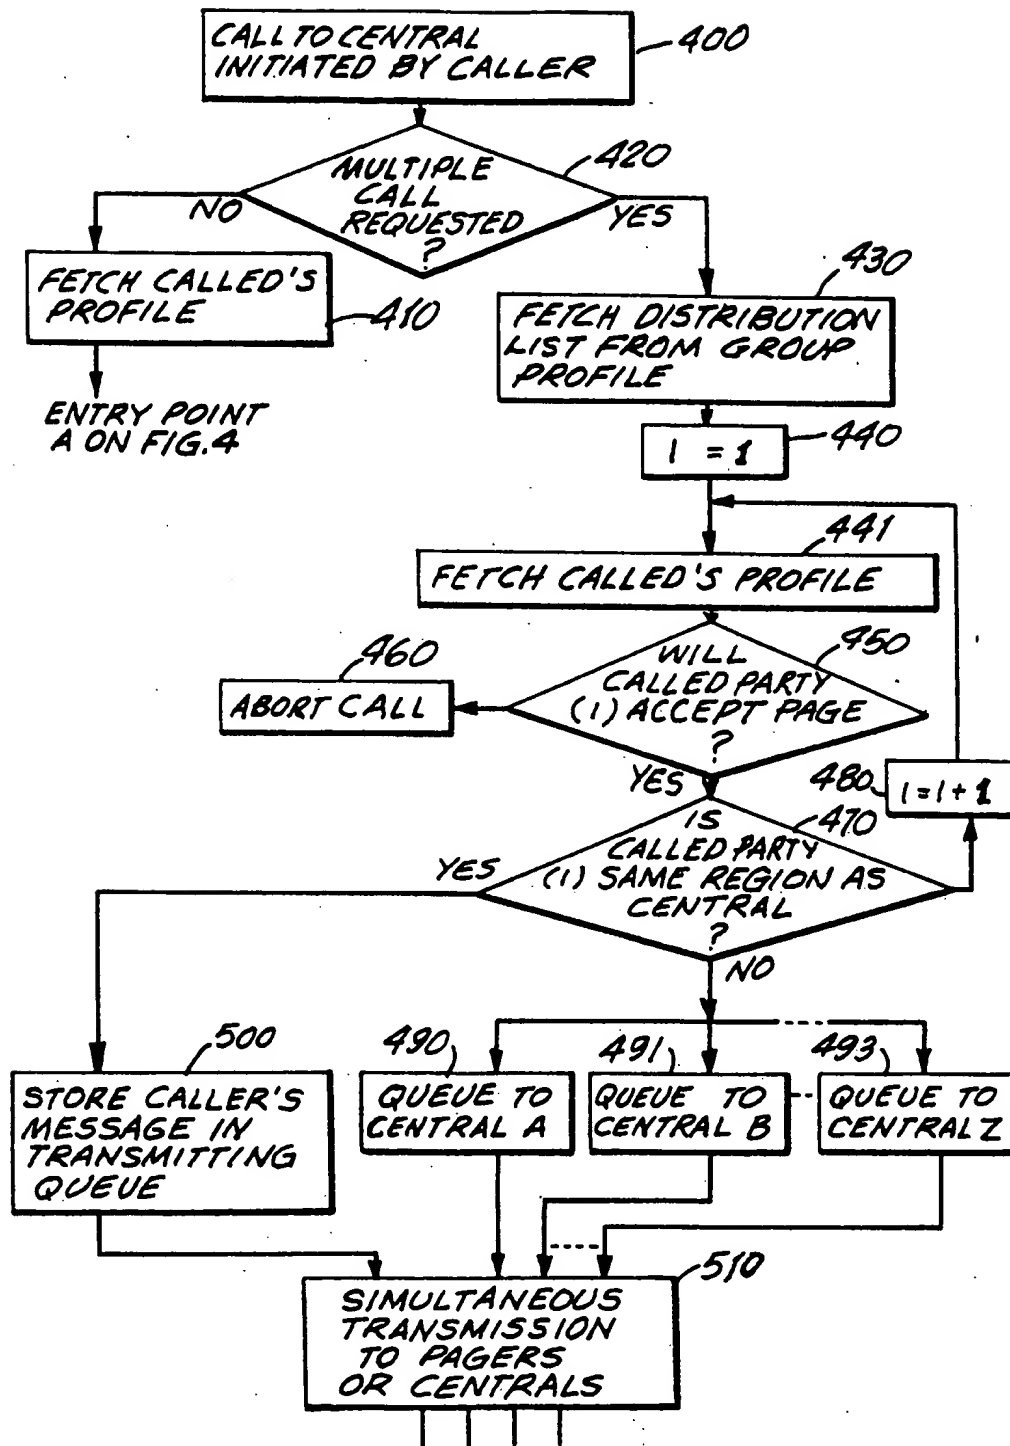 CALL TO CENTRAL
INITIATED BY CALLER
400
MULTIPLE
CALL
REQUESTED
?
420
NO
YES
FETCH CALLED'S
PROFILE
410
ENTRY POINT
A ON FIG.4
430
FETCH DISTRIBUTION
LIST FROM GROUP
PROFILE
440
I = 1
441
FETCH CALLED'S PROFILE
450
WILL
CALLED PARTY
(I) ACCEPT PAGE
?
460
ABORT CALL
YES
480
I=I+1
470
IS
CALLED PARTY
(I) SAME REGION AS
CENTRAL
?
YES
NO
500
STORE CALLER'S
MESSAGE IN
TRANSMITTING
QUEUE
490
QUEUE TO
CENTRAL A
491
QUEUE TO
CENTRAL B
493
QUEUE TO
CENTRAL Z
510
SIMULTANEOUS
TRANSMISSION
TO PAGERS
OR CENTRALS